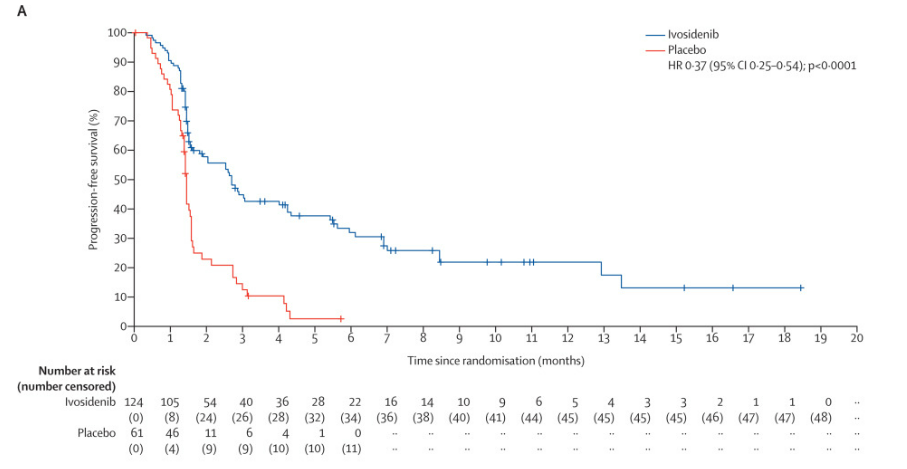 A
100
90
80
70
60
50
40
30
20
10
0
Progression-free survival (%)
Ivosidenib
Placebo
HR 0·37 (95% CI 0·25–0·54); p<0·0001
0 1 2 3 4 5 6 7 8 9 10 11 12 13 14 15 16 17 18 19 20
Time since randomisation (months)
Number at risk
(number censored)
Ivosidenib 124 105 54 40 36 28 22 16 14 10 9 6 5 4 3 3 2 1 1 0 ··
(0) (8) (24) (26) (28) (32) (34) (36) (38) (40) (41) (44) (45) (45) (45) (45) (46) (47) (47) (48) ··
Placebo 61 46 11 6 4 1 0 ·· ·· ·· ·· ·· ·· ·· ·· ·· ·· ·· ·· ·· ··
(0) (4) (9) (9) (10) (10) (11) ·· ·· ·· ·· ·· ·· ·· ·· ·· ·· ·· ·· ·· ··